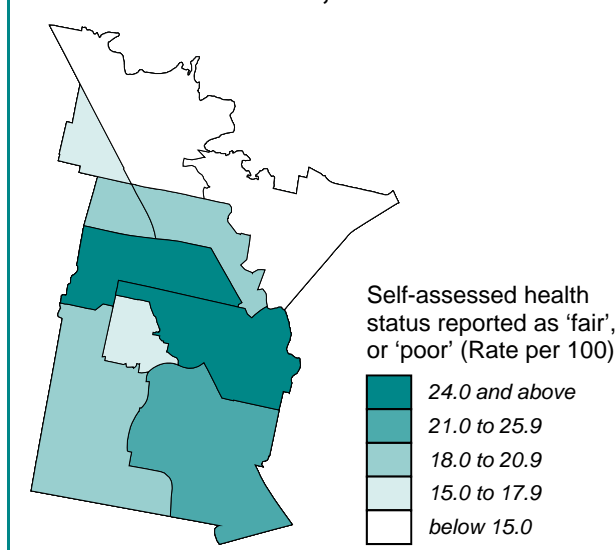 Self-assessed health
status reported as ‘fair’,
or ‘poor’ (Rate per 100)
24.0 and above
21.0 to 25.9
18.0 to 20.9
15.0 to 17.9
below 15.0